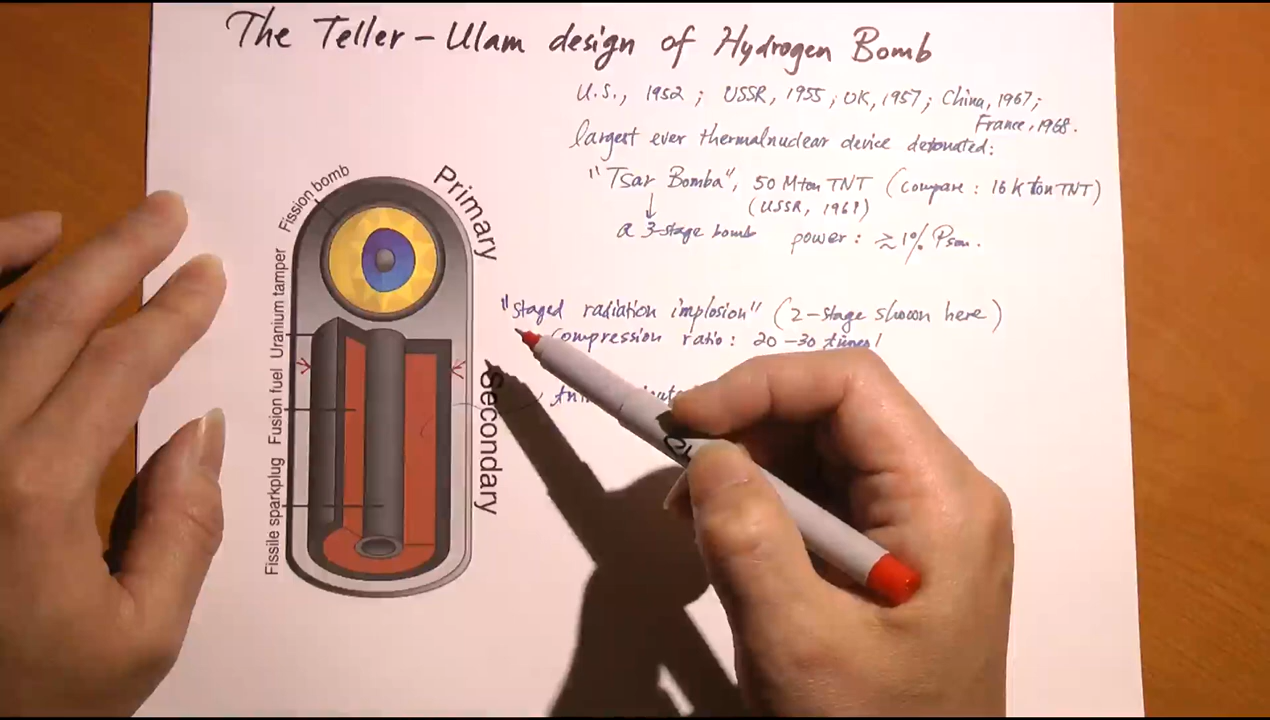 The Teller - Ulam design of Hydrogen Bomb
U.S., 1952 ; USSR, 1955 ; UK, 1957 ; China, 1967 ;
France, 1968.
largest ever thermalnuclear device detonated:
"Tsar Bomba", 50 Mton TNT (compare : 16 K ton TNT)
(USSR, 1961)
a 3-stage bomb power : ≳ 1% Psun.
"staged radiation implosion" (2-stage shown here)
compression ratio : 20 - 30 times!
Primary
Secondary
Fission bomb
Uranium tamper
Fusion fuel
Fissile sparkplug